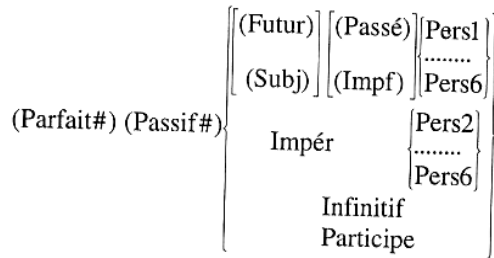 (Futur) (Passé) Pers1
........
(Subj) (Impf) Pers6
(Parfait#) (Passif#)
Impér Pers2
........
Pers6
Infinitif
Participe